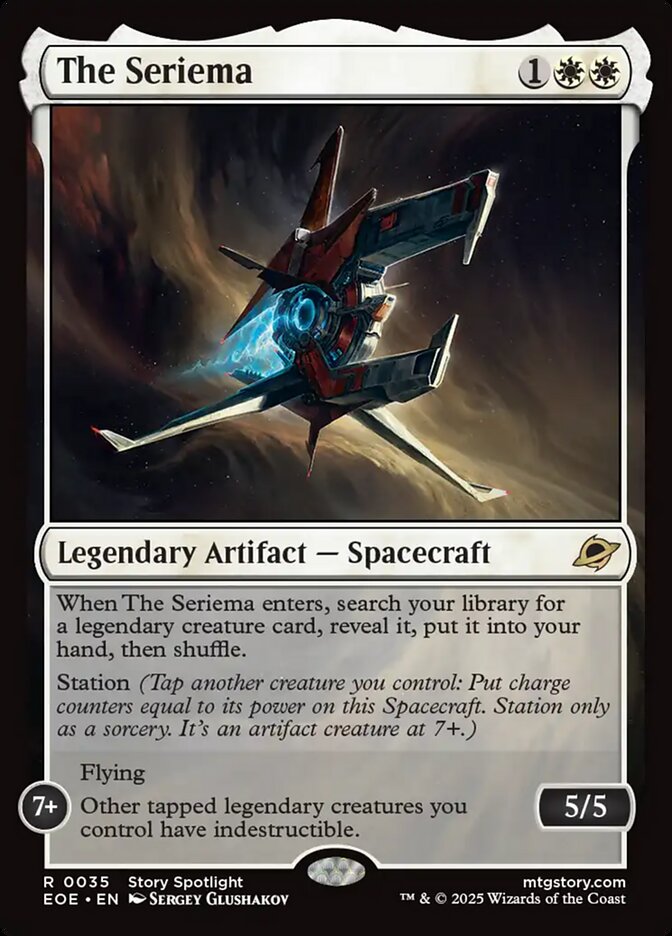 The Seriema 1
Legendary Artifact — Spacecraft
When The Seriema enters, search your library for
a legendary creature card, reveal it, put it into your
hand, then shuffle.
Station (Tap another creature you control: Put charge
counters equal to its power on this Spacecraft. Station only
as a sorcery. It's an artifact creature at 7+.)
Flying
7+ Other tapped legendary creatures you
control have indestructible.
5/5
R 0035 Story Spotlight mtgstory.com
EOE • EN Sergey Glushakov ™ & © 2025 Wizards of the Coast